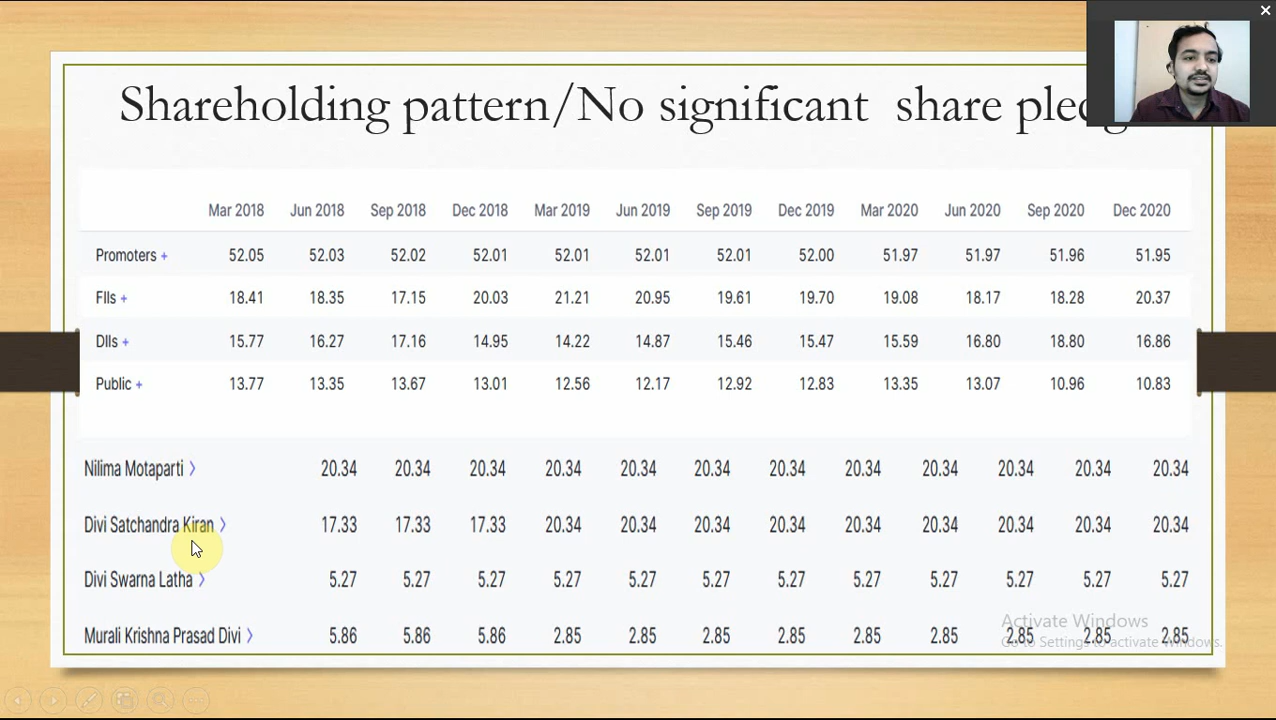 Shareholding pattern/No significant share pledg
Mar 2018 Jun 2018 Sep 2018 Dec 2018 Mar 2019 Jun 2019 Sep 2019 Dec 2019 Mar 2020 Jun 2020 Sep 2020 Dec 2020
Promoters + 52.05 52.03 52.02 52.01 52.01 52.01 52.01 52.00 51.97 51.97 51.96 51.95
FIIs + 18.41 18.35 17.15 20.03 21.21 20.95 19.61 19.70 19.08 18.17 18.28 20.37
DIIs + 15.77 16.27 17.16 14.95 14.22 14.87 15.46 15.47 15.59 16.80 18.80 16.86
Public + 13.77 13.35 13.67 13.01 12.56 12.17 12.92 12.83 13.35 13.07 10.96 10.83
Nilima Motaparti 20.34 20.34 20.34 20.34 20.34 20.34 20.34 20.34 20.34 20.34 20.34 20.34
Divi Satchandra Kiran 17.33 17.33 17.33 20.34 20.34 20.34 20.34 20.34 20.34 20.34 20.34 20.34
Divi Swarna Latha 5.27 5.27 5.27 5.27 5.27 5.27 5.27 5.27 5.27 5.27 5.27 5.27
Murali Krishna Prasad Divi 5.86 5.86 5.86 2.85 2.85 2.85 2.85 2.85 2.85 2.85 2.85 2.85
Activate Windows
Go to Settings to activate Windows.